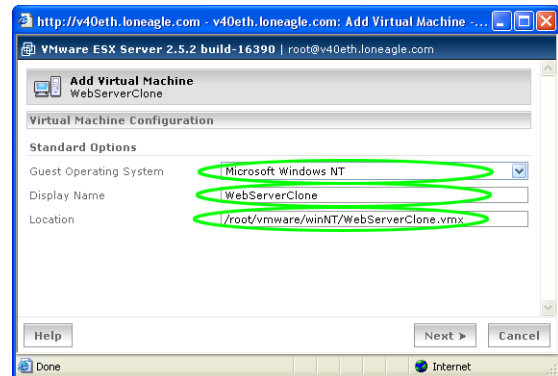 http://v40eth.loneagle.com - v40eth.loneagle.com: Add Virtual Machine -...
VMware ESX Server 2.5.2 build-16390 | root@v40eth.loneagle.com
Add Virtual Machine
WebServerClone
Virtual Machine Configuration
Standard Options
Guest Operating System Microsoft Windows NT
Display Name WebServerClone
Location /root/vmware/winNT/WebServerClone.vmx
Help Next Cancel
Done Internet